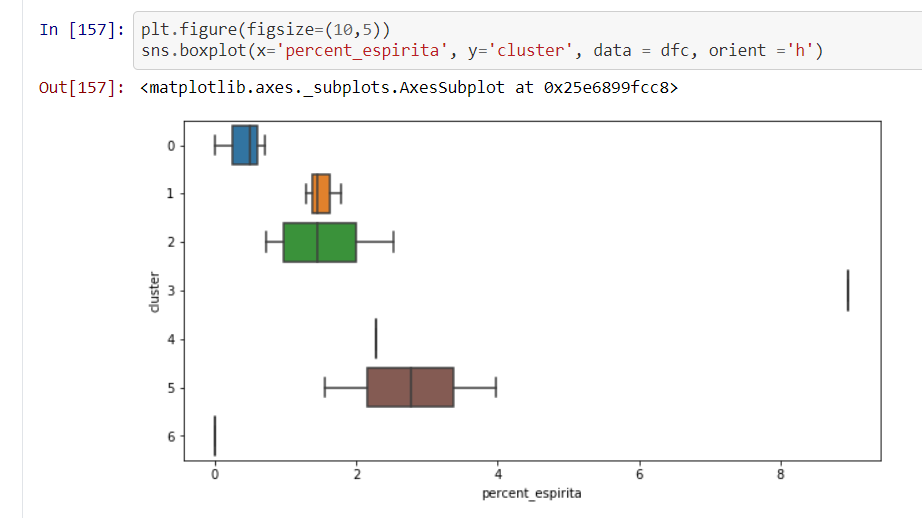 In [157]: plt.figure(figsize=(10,5))
sns.boxplot(x='percent_espirita', y='cluster', data = dfc, orient ='h')
Out[157]: <matplotlib.axes._subplots.AxesSubplot at 0x25e6899fcc8>
0
1
2
cluster
3
4
5
6
0 2 4 6 8
percent_espirita